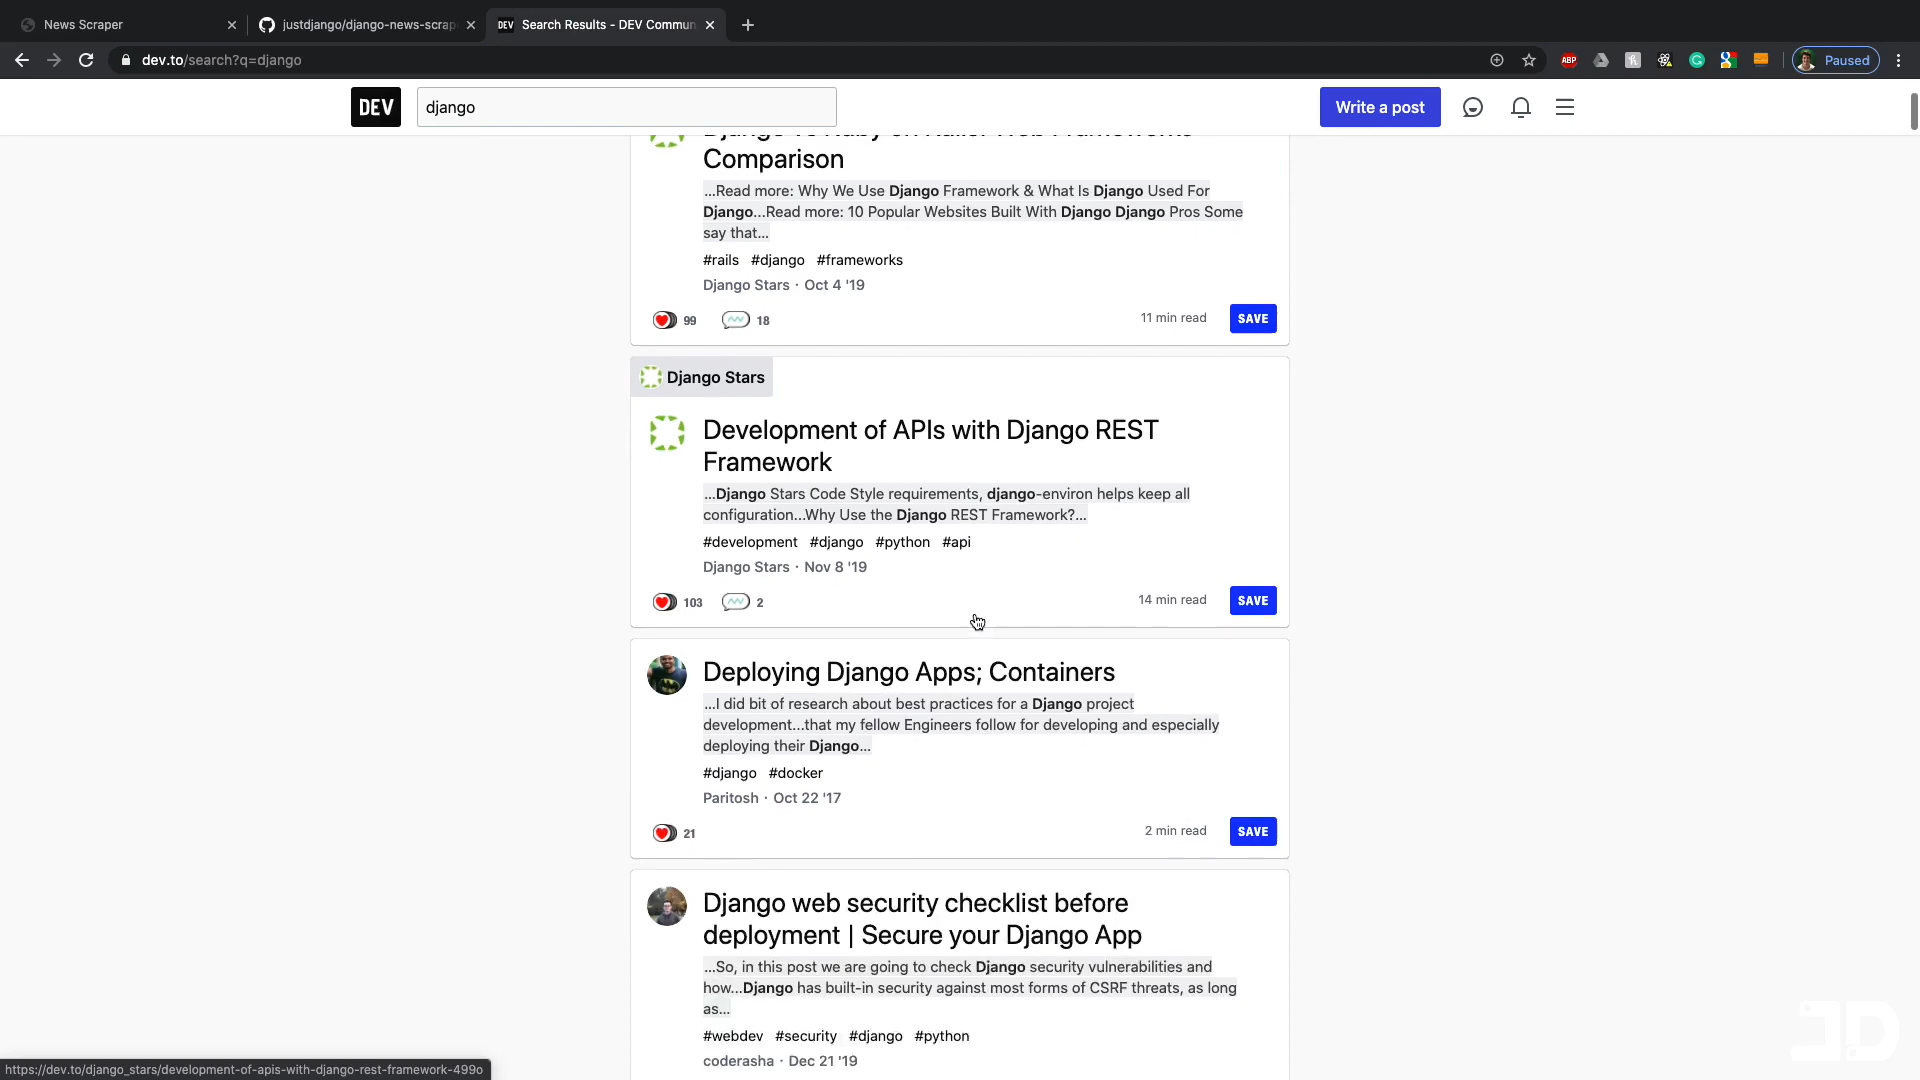 News Scraper
justdjango/django-news-scrap
DEV Search Results - DEV Commun
dev.to/search?q=django
ABP
Paused
DEV
django
Write a post
Comparison
...Read more: Why We Use Django Framework & What Is Django Used For
Django...Read more: 10 Popular Websites Built With Django Django Pros Some
say that...
#rails #django #frameworks
Django Stars · Oct 4 '19
99
18
11 min read
SAVE
Django Stars
Development of APIs with Django REST
Framework
...Django Stars Code Style requirements, django-environ helps keep all
configuration...Why Use the Django REST Framework?...
#development #django #python #api
Django Stars · Nov 8 '19
103
2
14 min read
SAVE
Deploying Django Apps; Containers
...I did bit of research about best practices for a Django project
development...that my fellow Engineers follow for developing and especially
deploying their Django...
#django #docker
Paritosh · Oct 22 '17
21
2 min read
SAVE
Django web security checklist before
deployment | Secure your Django App
...So, in this post we are going to check Django security vulnerabilities and
how...Django has built-in security against most forms of CSRF threats, as long
as...
#webdev #security #django #python
coderasha · Dec 21 '19
JD
https://dev.to/django_stars/development-of-apis-with-django-rest-framework-499o